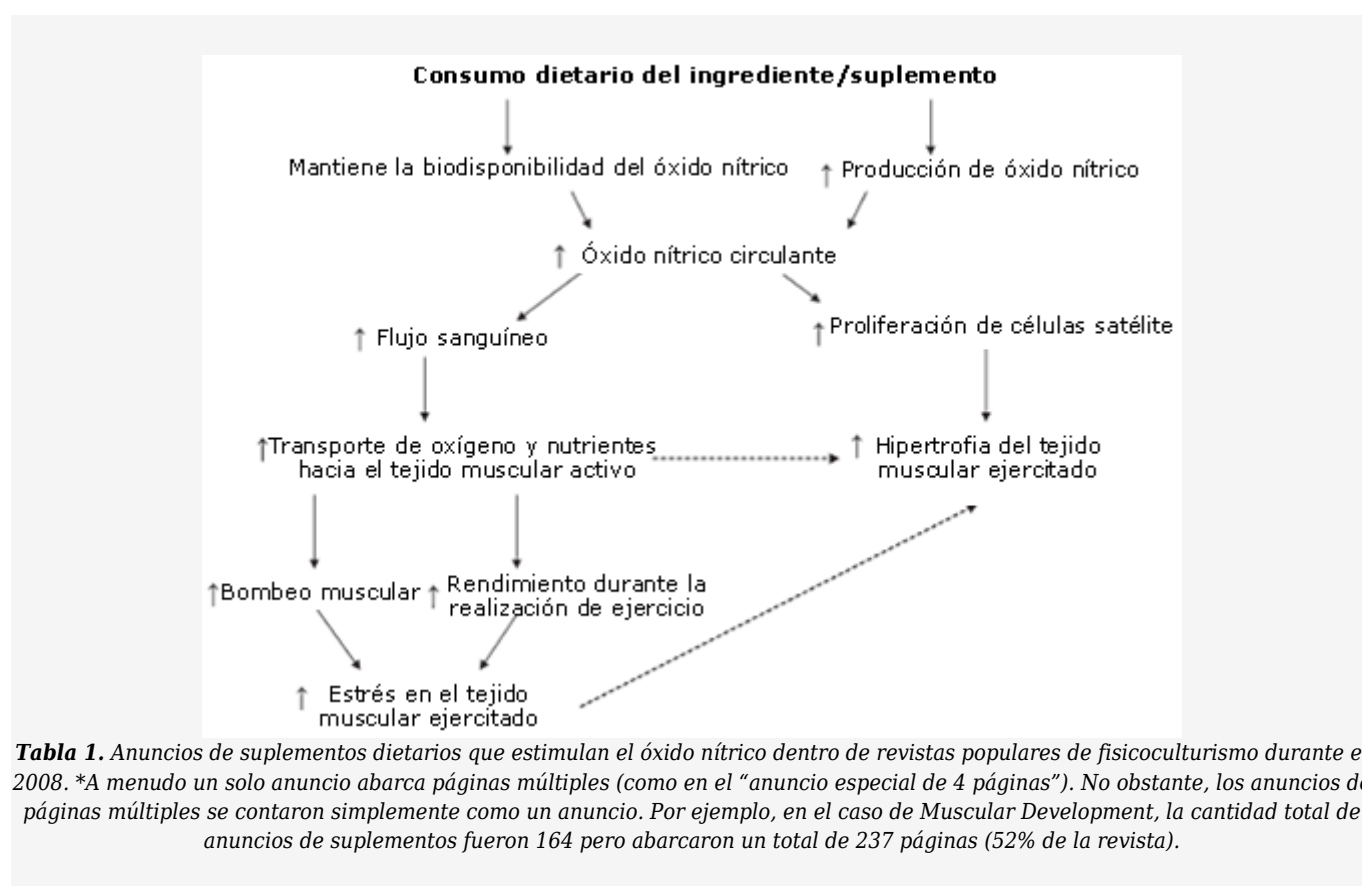 Consumo dietario del ingrediente/suplemento
Mantiene la biodisponibilidad del óxido nítrico
↑ Producción de óxido nítrico
↑ Óxido nítrico circulante
↑ Flujo sanguíneo
↑ Proliferación de células satélite
↑Transporte de oxígeno y nutrientes
hacia el tejido muscular activo
↑ Hipertrofia del tejido
muscular ejercitado
↑Bombeo muscular
↑ Rendimiento durante la
realización de ejercicio
↑ Estrés en el tejido
muscular ejercitado
Tabla 1. Anuncios de suplementos dietarios que estimulan el óxido nítrico dentro de revistas populares de fisicoculturismo durante e
2008. *A menudo un solo anuncio abarca páginas múltiples (como en el “anuncio especial de 4 páginas”). No obstante, los anuncios de
páginas múltiples se contaron simplemente como un anuncio. Por ejemplo, en el caso de Muscular Development, la cantidad total de
anuncios de suplementos fueron 164 pero abarcaron un total de 237 páginas (52% de la revista).